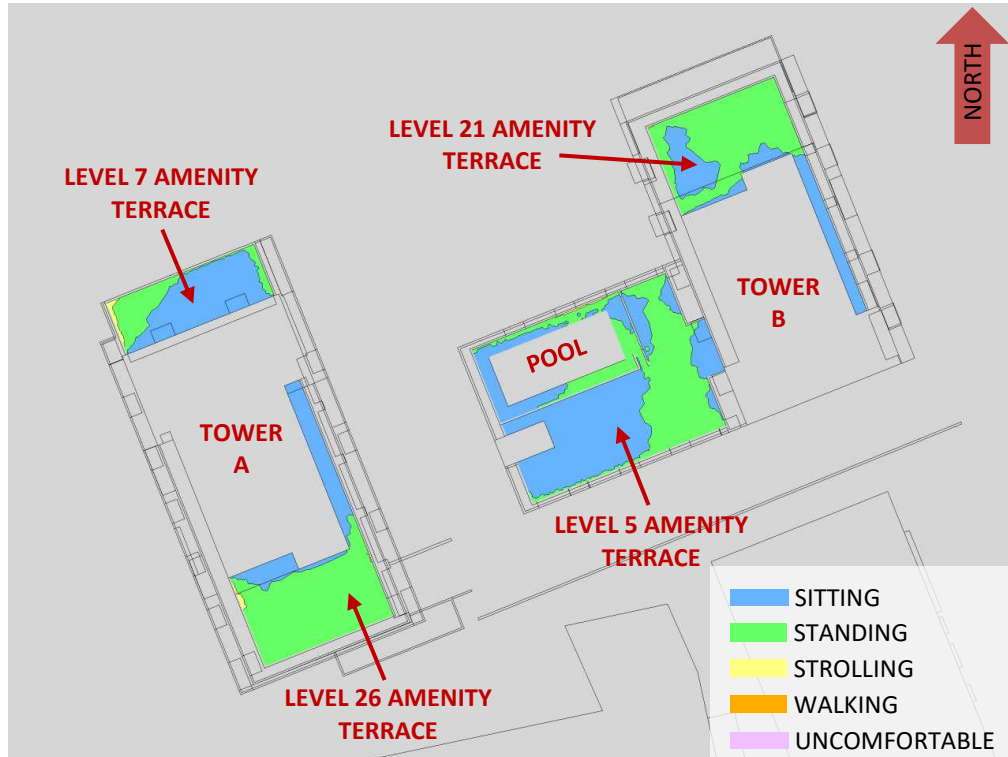 NORTH
LEVEL 21 AMENITY
TERRACE
LEVEL 7 AMENITY
TERRACE
TOWER
B
POOL
TOWER
A
LEVEL 5 AMENITY
TERRACE
LEVEL 26 AMENITY
TERRACE
SITTING
STANDING
STROLLING
WALKING
UNCOMFORTABLE